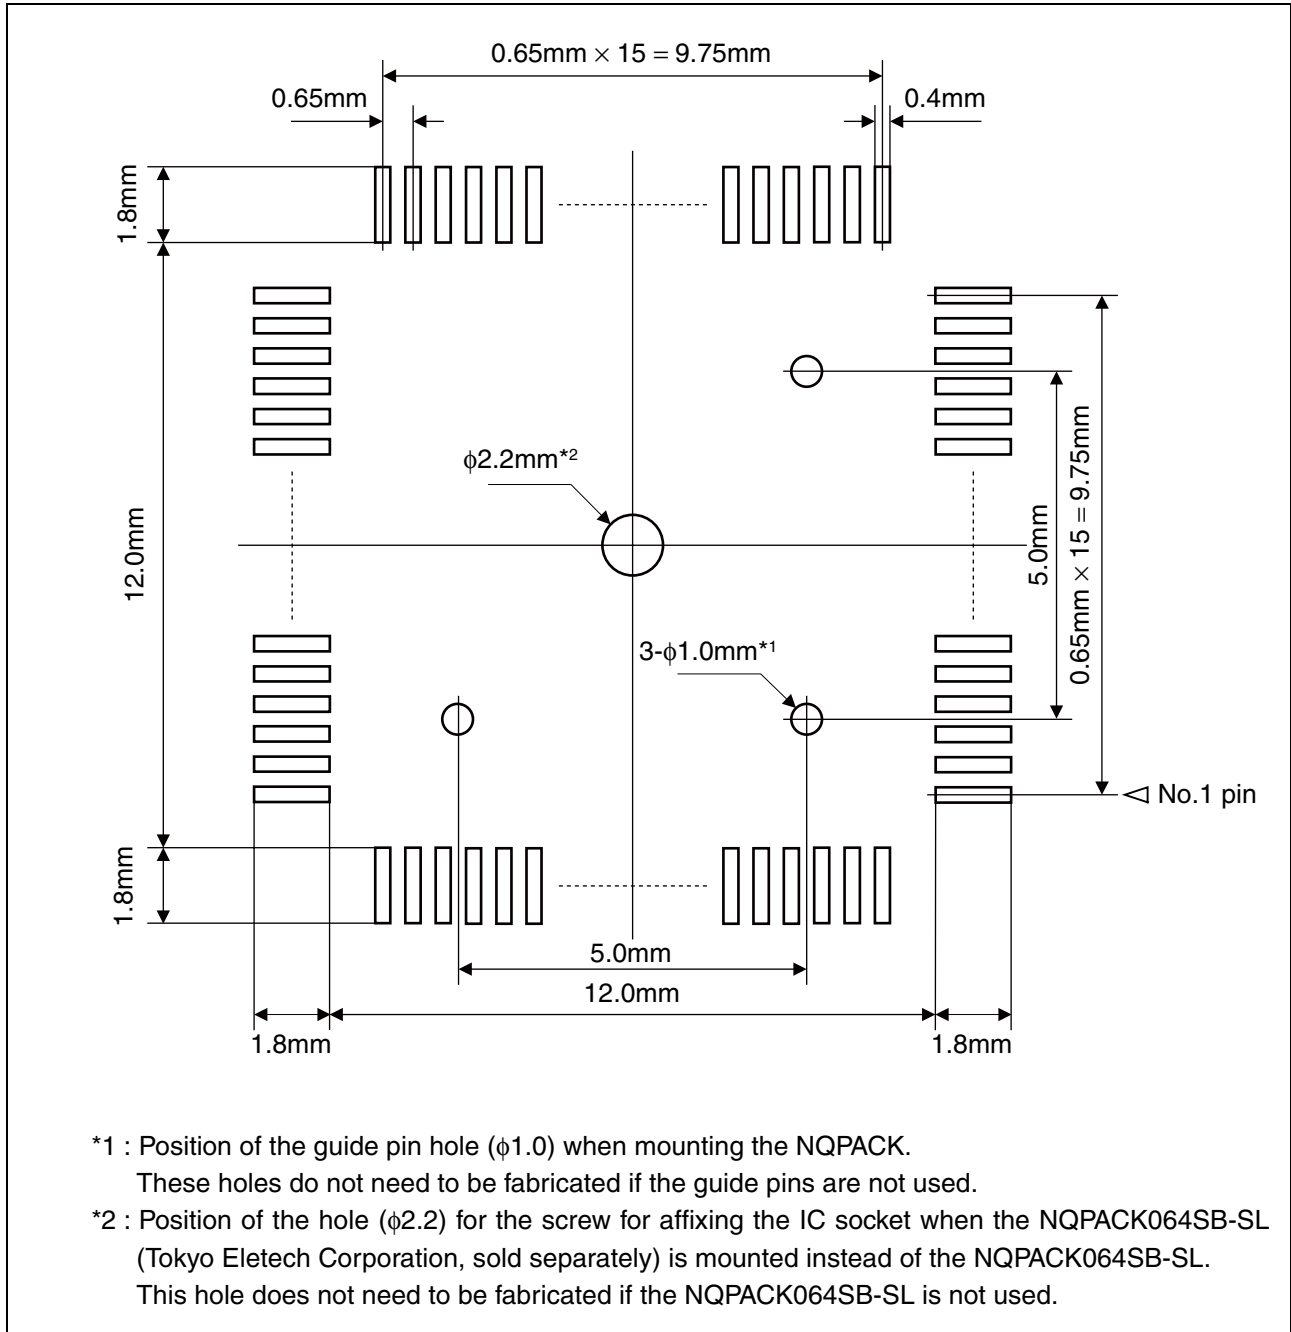 0.65mm × 15 = 9.75mm
0.65mm
0.4mm
1.8mm
ϕ2.2mm*2
12.0mm
5.0mm
0.65mm × 15 = 9.75mm
3-ϕ1.0mm*1
No.1 pin
1.8mm
5.0mm
12.0mm
1.8mm
1.8mm
*1 : Position of the guide pin hole (ϕ1.0) when mounting the NQPACK.
These holes do not need to be fabricated if the guide pins are not used.
*2 : Position of the hole (ϕ2.2) for the screw for affixing the IC socket when the NQPACK064SB-SL
(Tokyo Eletech Corporation, sold separately) is mounted instead of the NQPACK064SB-SL.
This hole does not need to be fabricated if the NQPACK064SB-SL is not used.